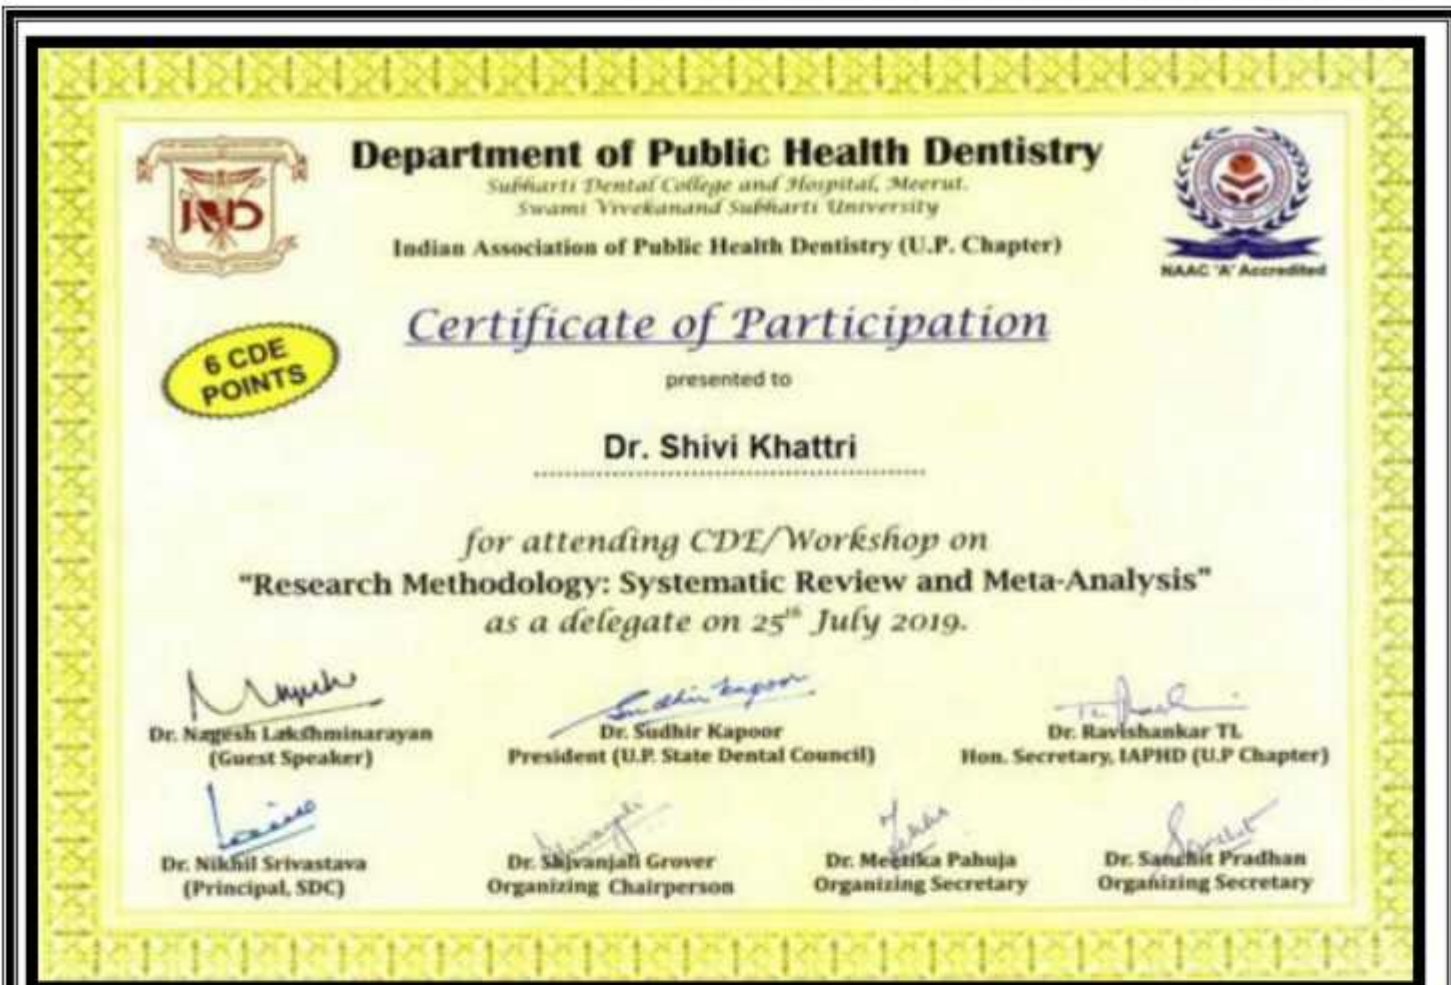 Department of Public Health Dentistry
Subharti Dental College and Hospital, Meerut.
Swami Vivekanand Subharti University
Indian Association of Public Health Dentistry (U.P. Chapter)
NAAC 'A' Accredited
Certificate of Participation
6 CDE
POINTS
presented to
Dr. Shivi Khattri
for attending CDE/Workshop on
"Research Methodology: Systematic Review and Meta-Analysis"
as a delegate on 25th July 2019.
Sudhir Kapoor
Dr. Nagesh Lakshminarayan
(Guest Speaker)
Dr. Sudhir Kapoor
President (U.P. State Dental Council)
Dr. Ravishankar TL
Hon. Secretary, IAPHD (U.P Chapter)
Dr. Nikhil Srivastava
(Principal, SDC)
Dr. Shivanjali Grover
Organizing Chairperson
Dr. Meetika Pahuja
Organizing Secretary
Dr. Sanchit Pradhan
Organizing Secretary